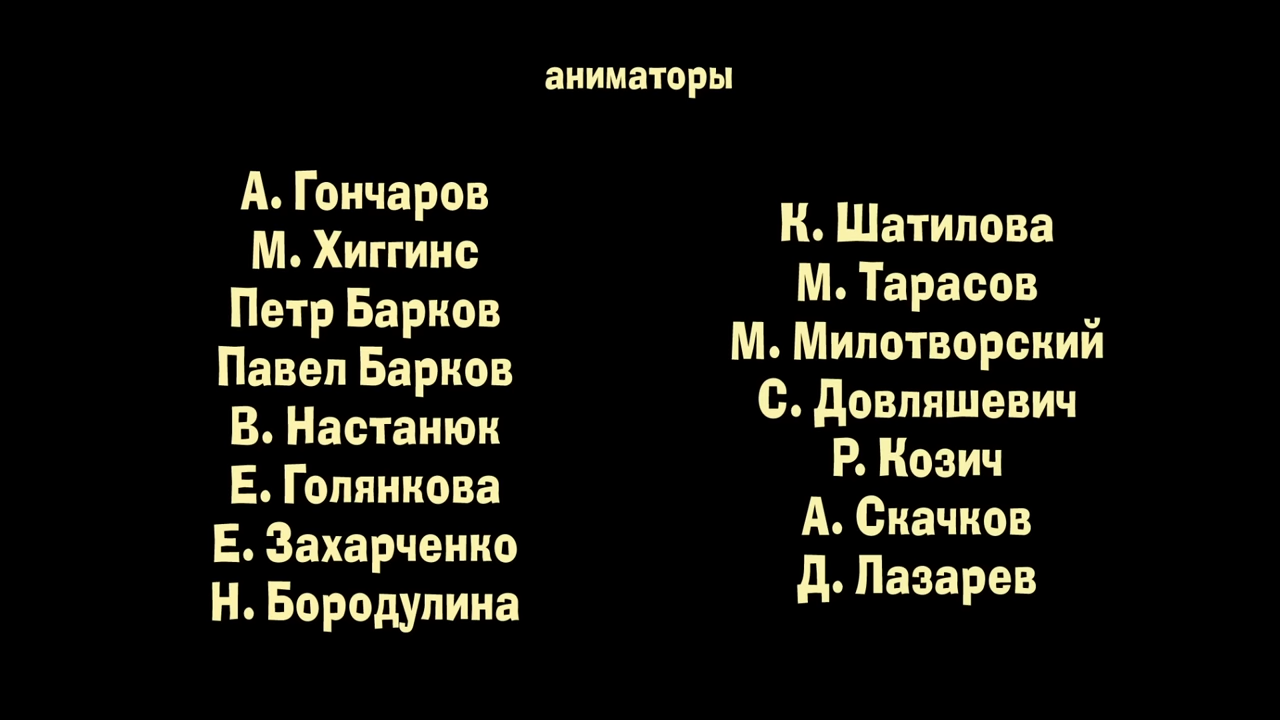 аниматоры
А. Гончаров
М. Хиггинс
Петр Барков
Павел Барков
В. Настанюк
Е. Голянкова
Е. Захарченко
Н. Бородулина
К. Шатилова
М. Тарасов
М. Милотворский
С. Довляшевич
Р. Козич
А. Скачков
Д. Лазарев